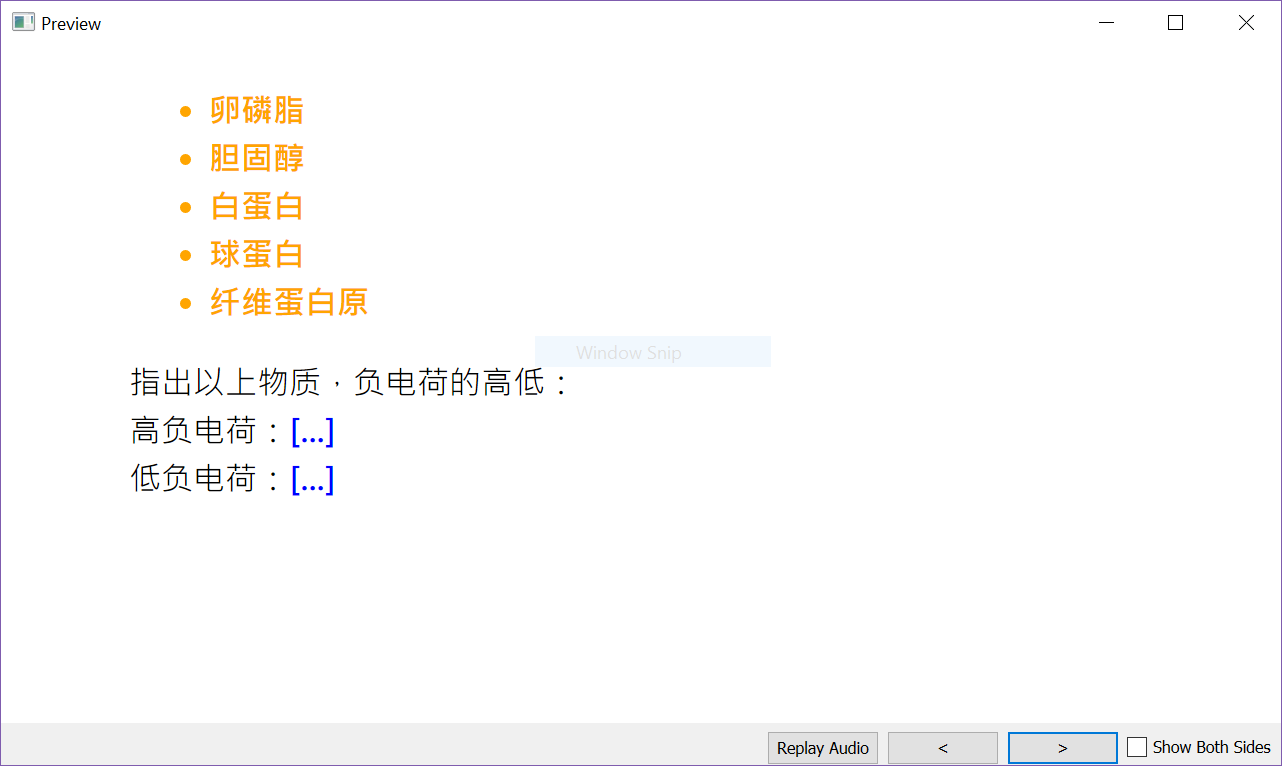 Preview
卵磷脂
胆固醇
白蛋白
球蛋白
纤维蛋白原
Window Snip
指出以上物质，负电荷的高低：
高负电荷：[...]
低负电荷：[...]
Replay Audio
<
>
Show Both Sides